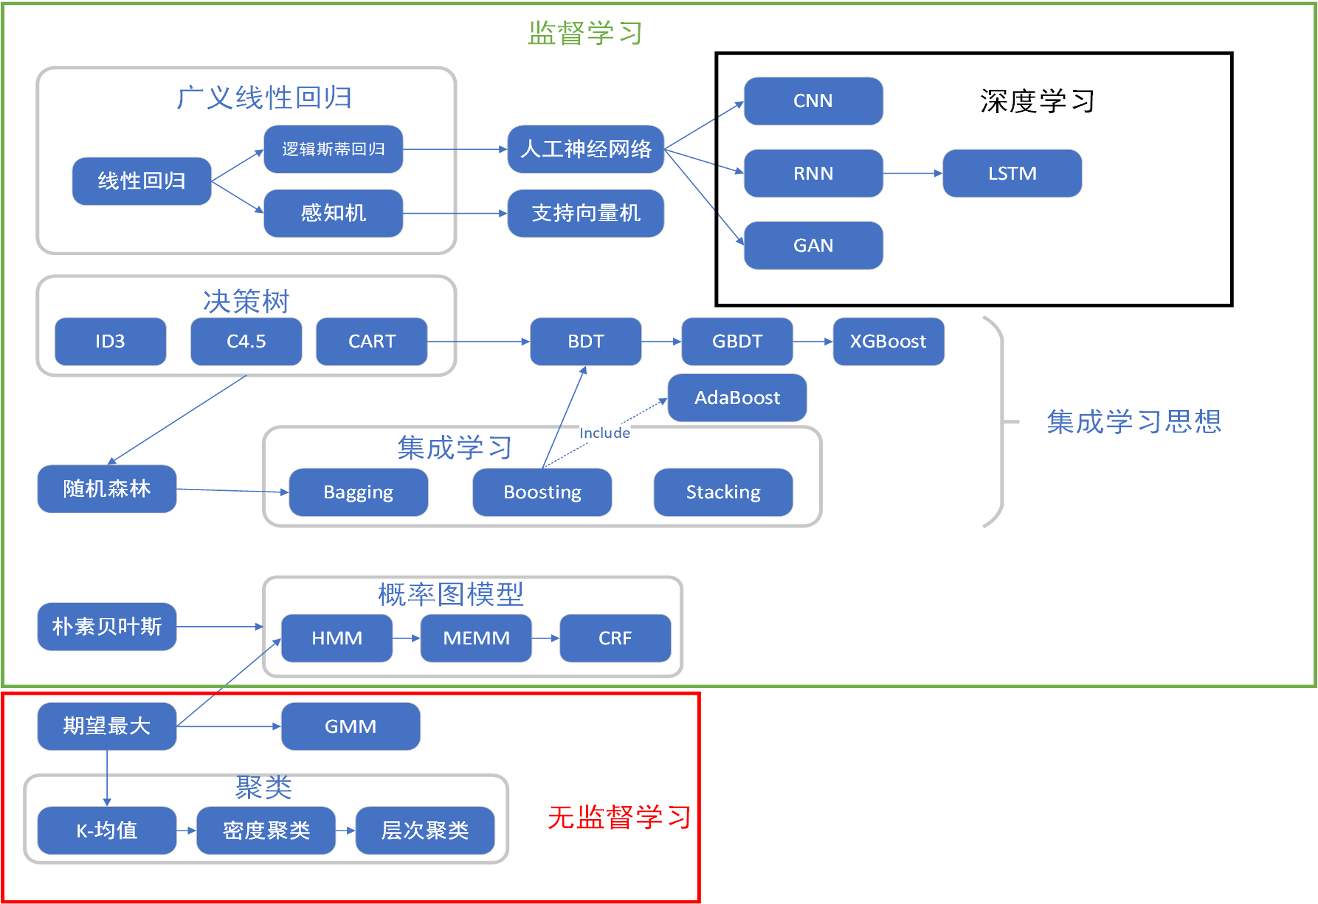 监督学习
广义线性回归
线性回归
逻辑斯蒂回归
感知机
人工神经网络
支持向量机
深度学习
CNN
RNN
LSTM
GAN
决策树
ID3
C4.5
CART
BDT
GBDT
XGBoost
AdaBoost
Include
集成学习思想
随机森林
集成学习
Bagging
Boosting
Stacking
朴素贝叶斯
概率图模型
HMM
MEMM
CRF
期望最大
GMM
聚类
K-均值
密度聚类
层次聚类
无监督学习